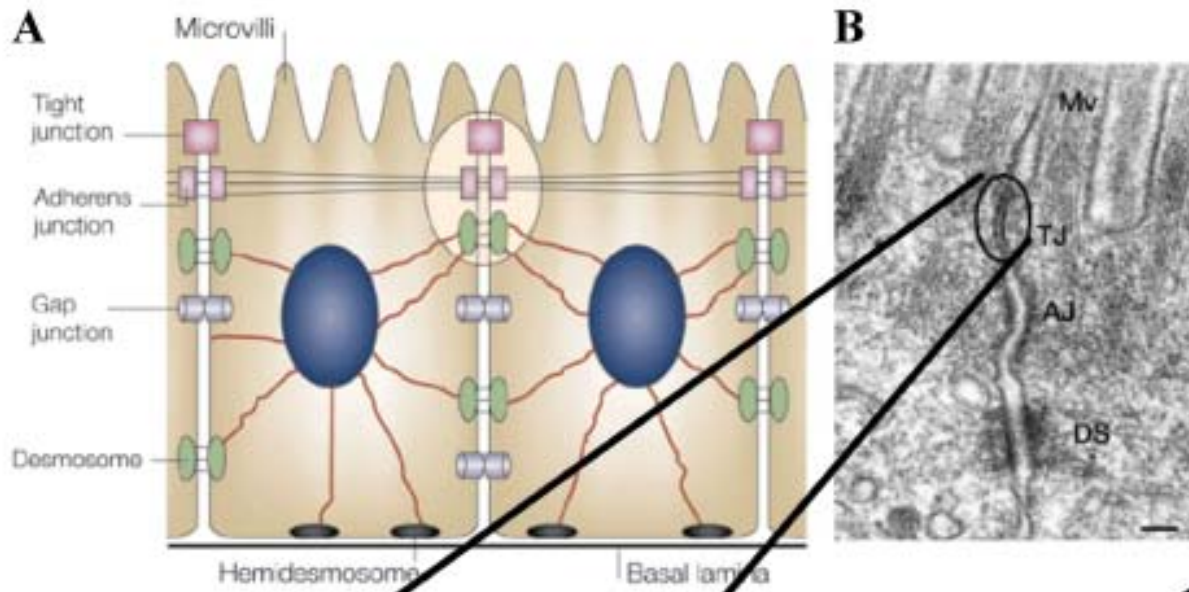 A
Microvilli
Tight
junction
Adherens
junction
Gap
junction
Desmosome
Hemidesmosome
Basal lamina
B
Mv
TJ
AJ
DS